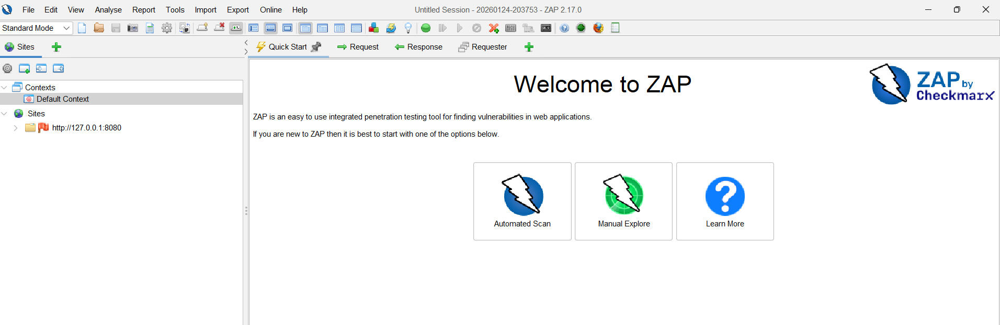 File Edit View Analyse Report Tools Import Export Online Help
Untitled Session - 20260124-203753 - ZAP 2.17.0
Standard Mode
Sites
Quick Start
Request
Response
Requester
Contexts
Default Context
Sites
http://127.0.0.1:8080
Welcome to ZAP
ZAP by
Checkmarx
ZAP is an easy to use integrated penetration testing tool for finding vulnerabilities in web applications.
If you are new to ZAP then it is best to start with one of the options below.
Automated Scan
Manual Explore
Learn More